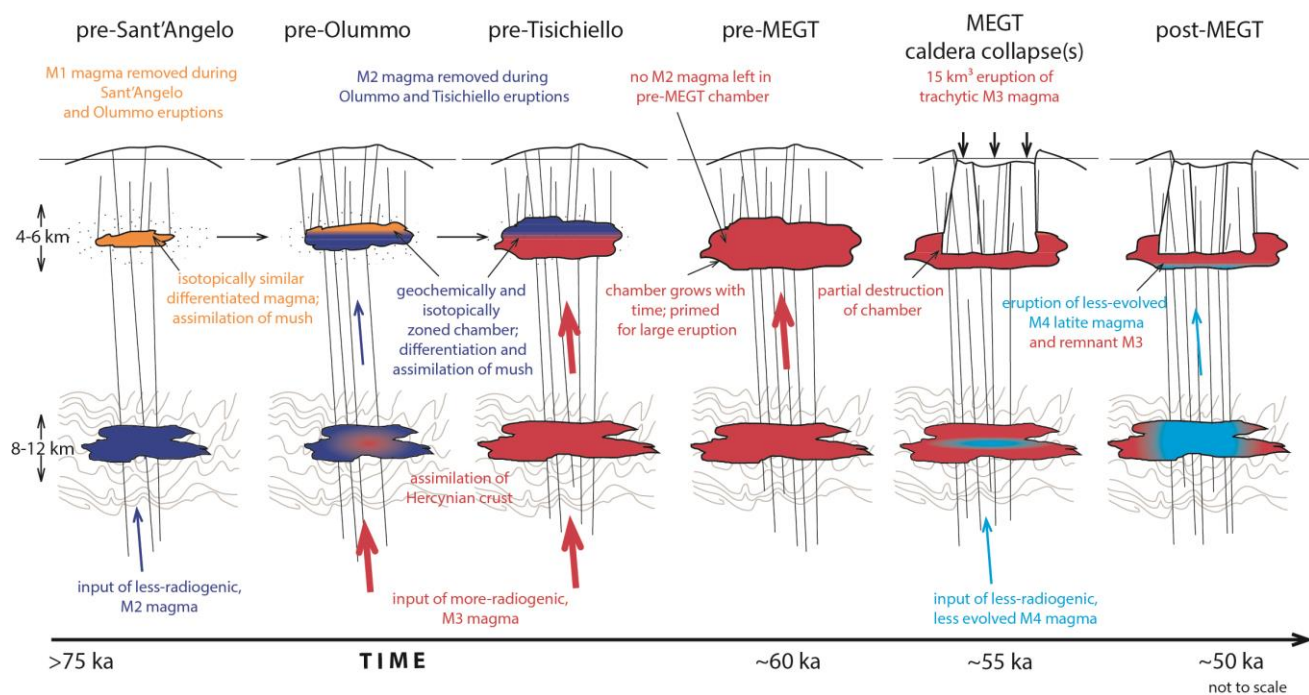 pre-Sant'Angelo
pre-Olummo
pre-Tisichiello
pre-MEGT
MEGT
caldera collapse(s)
post-MEGT
M1 magma removed during
Sant'Angelo
and Olummo eruptions
M2 magma removed during
Olummo and Tisichiello eruptions
no M2 magma left in
pre-MEGT chamber
15 km³ eruption of
trachytic M3 magma
4-6 km
isotopically similar
differentiated magma;
assimilation of mush
geochemically and
isotopically
zoned chamber;
differentiation and
assimilation of mush
chamber grows with
time; primed
for large eruption
partial destruction
of chamber
eruption of less-evolved
M4 latite magma
and remnant M3
8-12 km
assimilation of
Hercynian crust
input of less-radiogenic,
M2 magma
input of more-radiogenic,
M3 magma
input of less-radiogenic,
less evolved M4 magma
>75 ka
TIME
~60 ka
~55 ka
~50 ka
not to scale